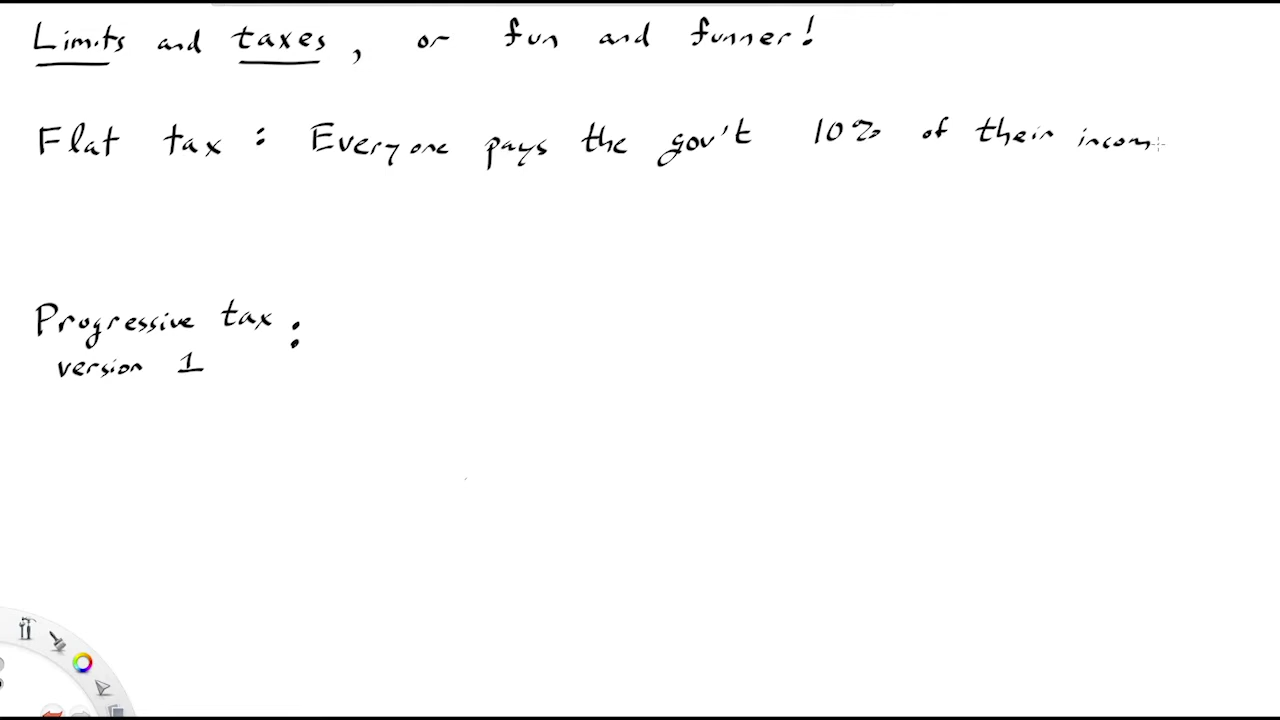 Limits and taxes, or fun and funner!
Flat tax: Everyone pays the gov't 10% of their incom
Progressive tax:
version 1